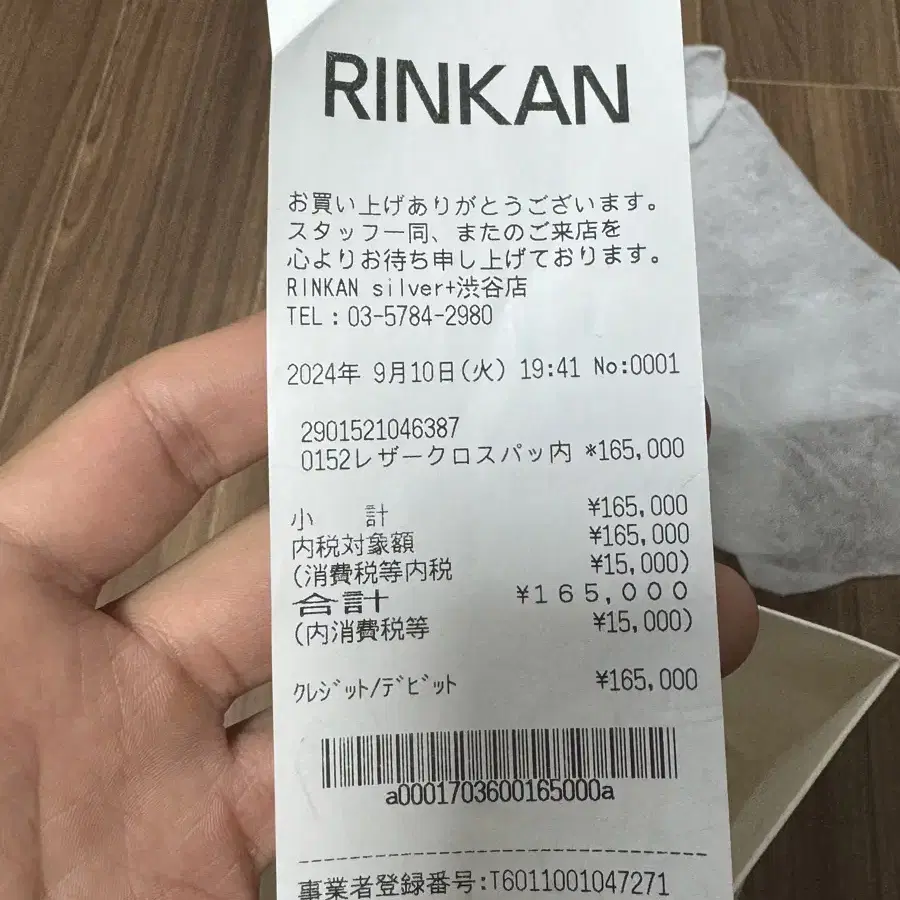 RINKAN
お買い上げありがとうございます。
スタッフ一同、またのご来店を
心よりお待ち申し上げております。
RINKAN silver+渋谷店
TEL:03-5784-2980
2024年 9月10日(火) 19:41 No:0001
2901521046387
0152レザークロスパッ内 *165,000
小 計 ¥165,000
内税対象額 ¥165,000
(消費税等内税 ¥15,000)
合計 ¥165,000
(内消費税等 ¥15,000)
ｸﾚｼﾞｯﾄ/ﾃﾞﾋﾞｯﾄ ¥165,000
a0001703600165000a
事業者登録番号:T6011001047271